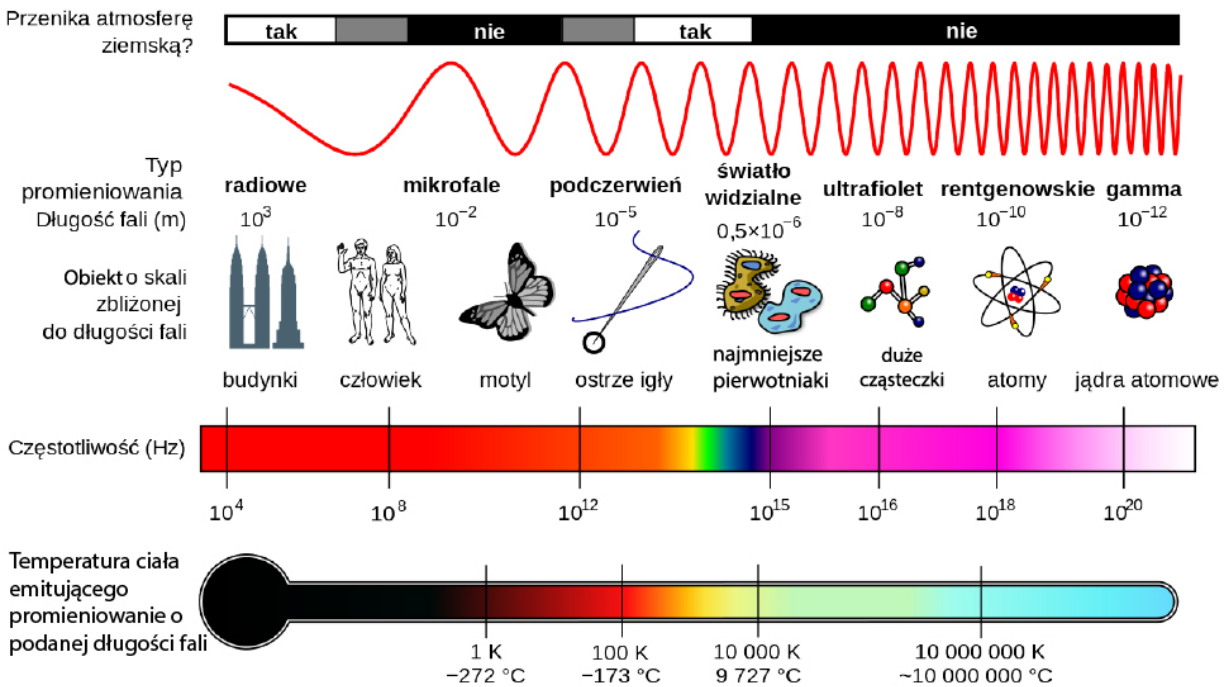 Przenika atmosferę
ziemską?
tak nie tak nie
Typ
promieniowania
Długość fali (m)
radiowe mikrofale podczerwień światło
widzialne ultrafiolet rentgenowskie gamma
10³ 10⁻² 10⁻⁵ 0,5×10⁻⁶ 10⁻⁸ 10⁻¹⁰ 10⁻¹²
Obiekt o skali
zbliżonej
do długości fali
budynki człowiek motyl ostrze igły najmniejsze
pierwotniaki duże
cząsteczki atomy jądra atomowe
Częstotliwość (Hz)
10⁴ 10⁸ 10¹² 10¹⁵ 10¹⁶ 10¹⁸ 10²⁰
Temperatura ciała
emitującego
promieniowanie o
podanej długości fali
1 K 100 K 10 000 K 10 000 000 K
−272 °C −173 °C 9 727 °C ~10 000 000 °C